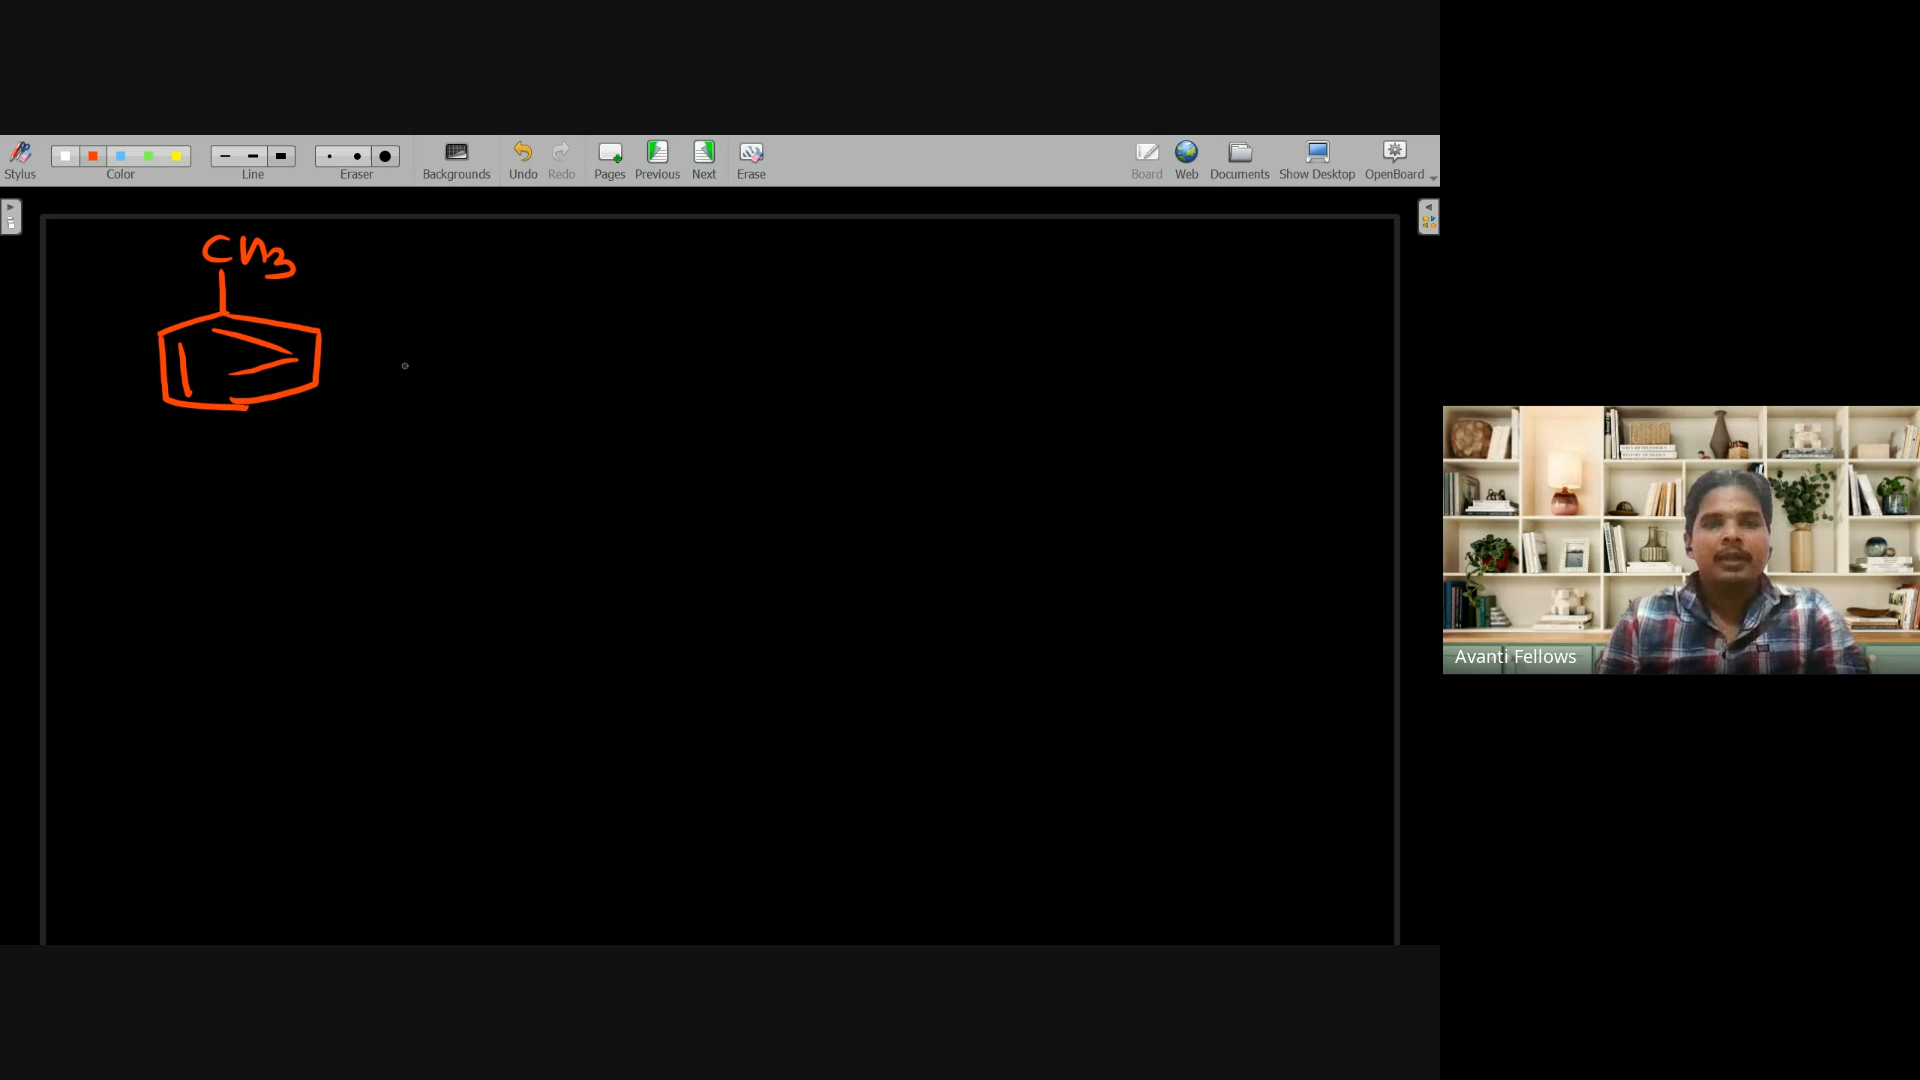 Stylus
Color
Line
Eraser
Backgrounds
Undo
Redo
Pages
Previous
Next
Erase
Board
Web
Documents
Show Desktop
OpenBoard
CH3
Avanti Fellows